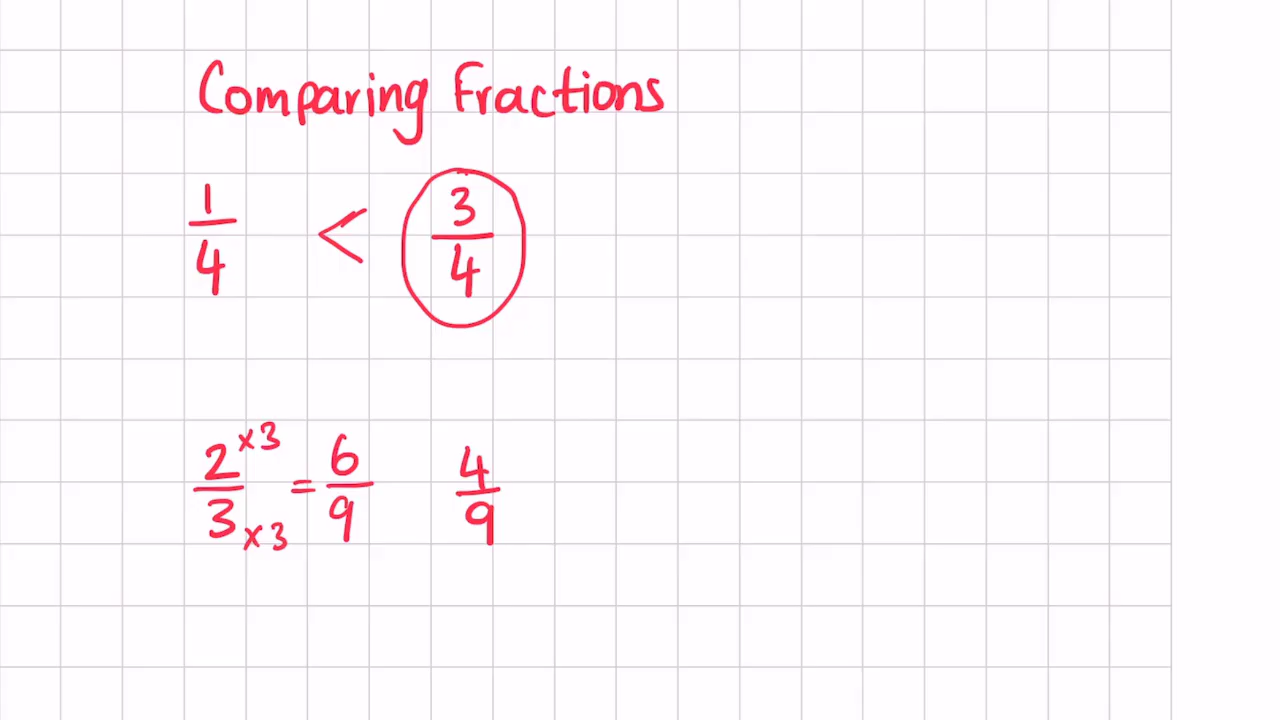 Comparing Fractions
1/4 < 3/4
2/3 ×3 ×3 = 6/9 4/9